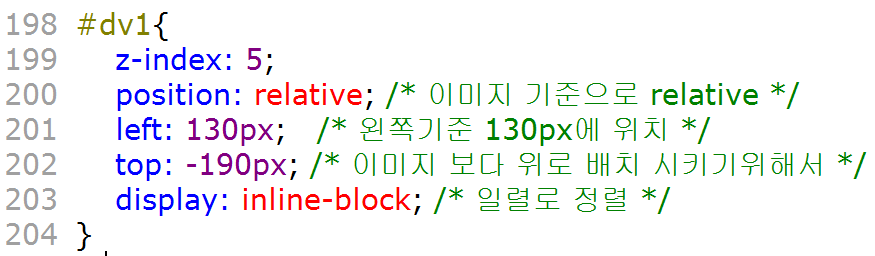 198 #dv1{
199 z-index: 5;
200 position: relative; /* 이미지 기준으로 relative */
201 left: 130px; /* 왼쪽기준 130px에 위치 */
202 top: -190px; /* 이미지 보다 위로 배치 시키기위해서 */
203 display: inline-block; /* 일렬로 정렬 */
204 }